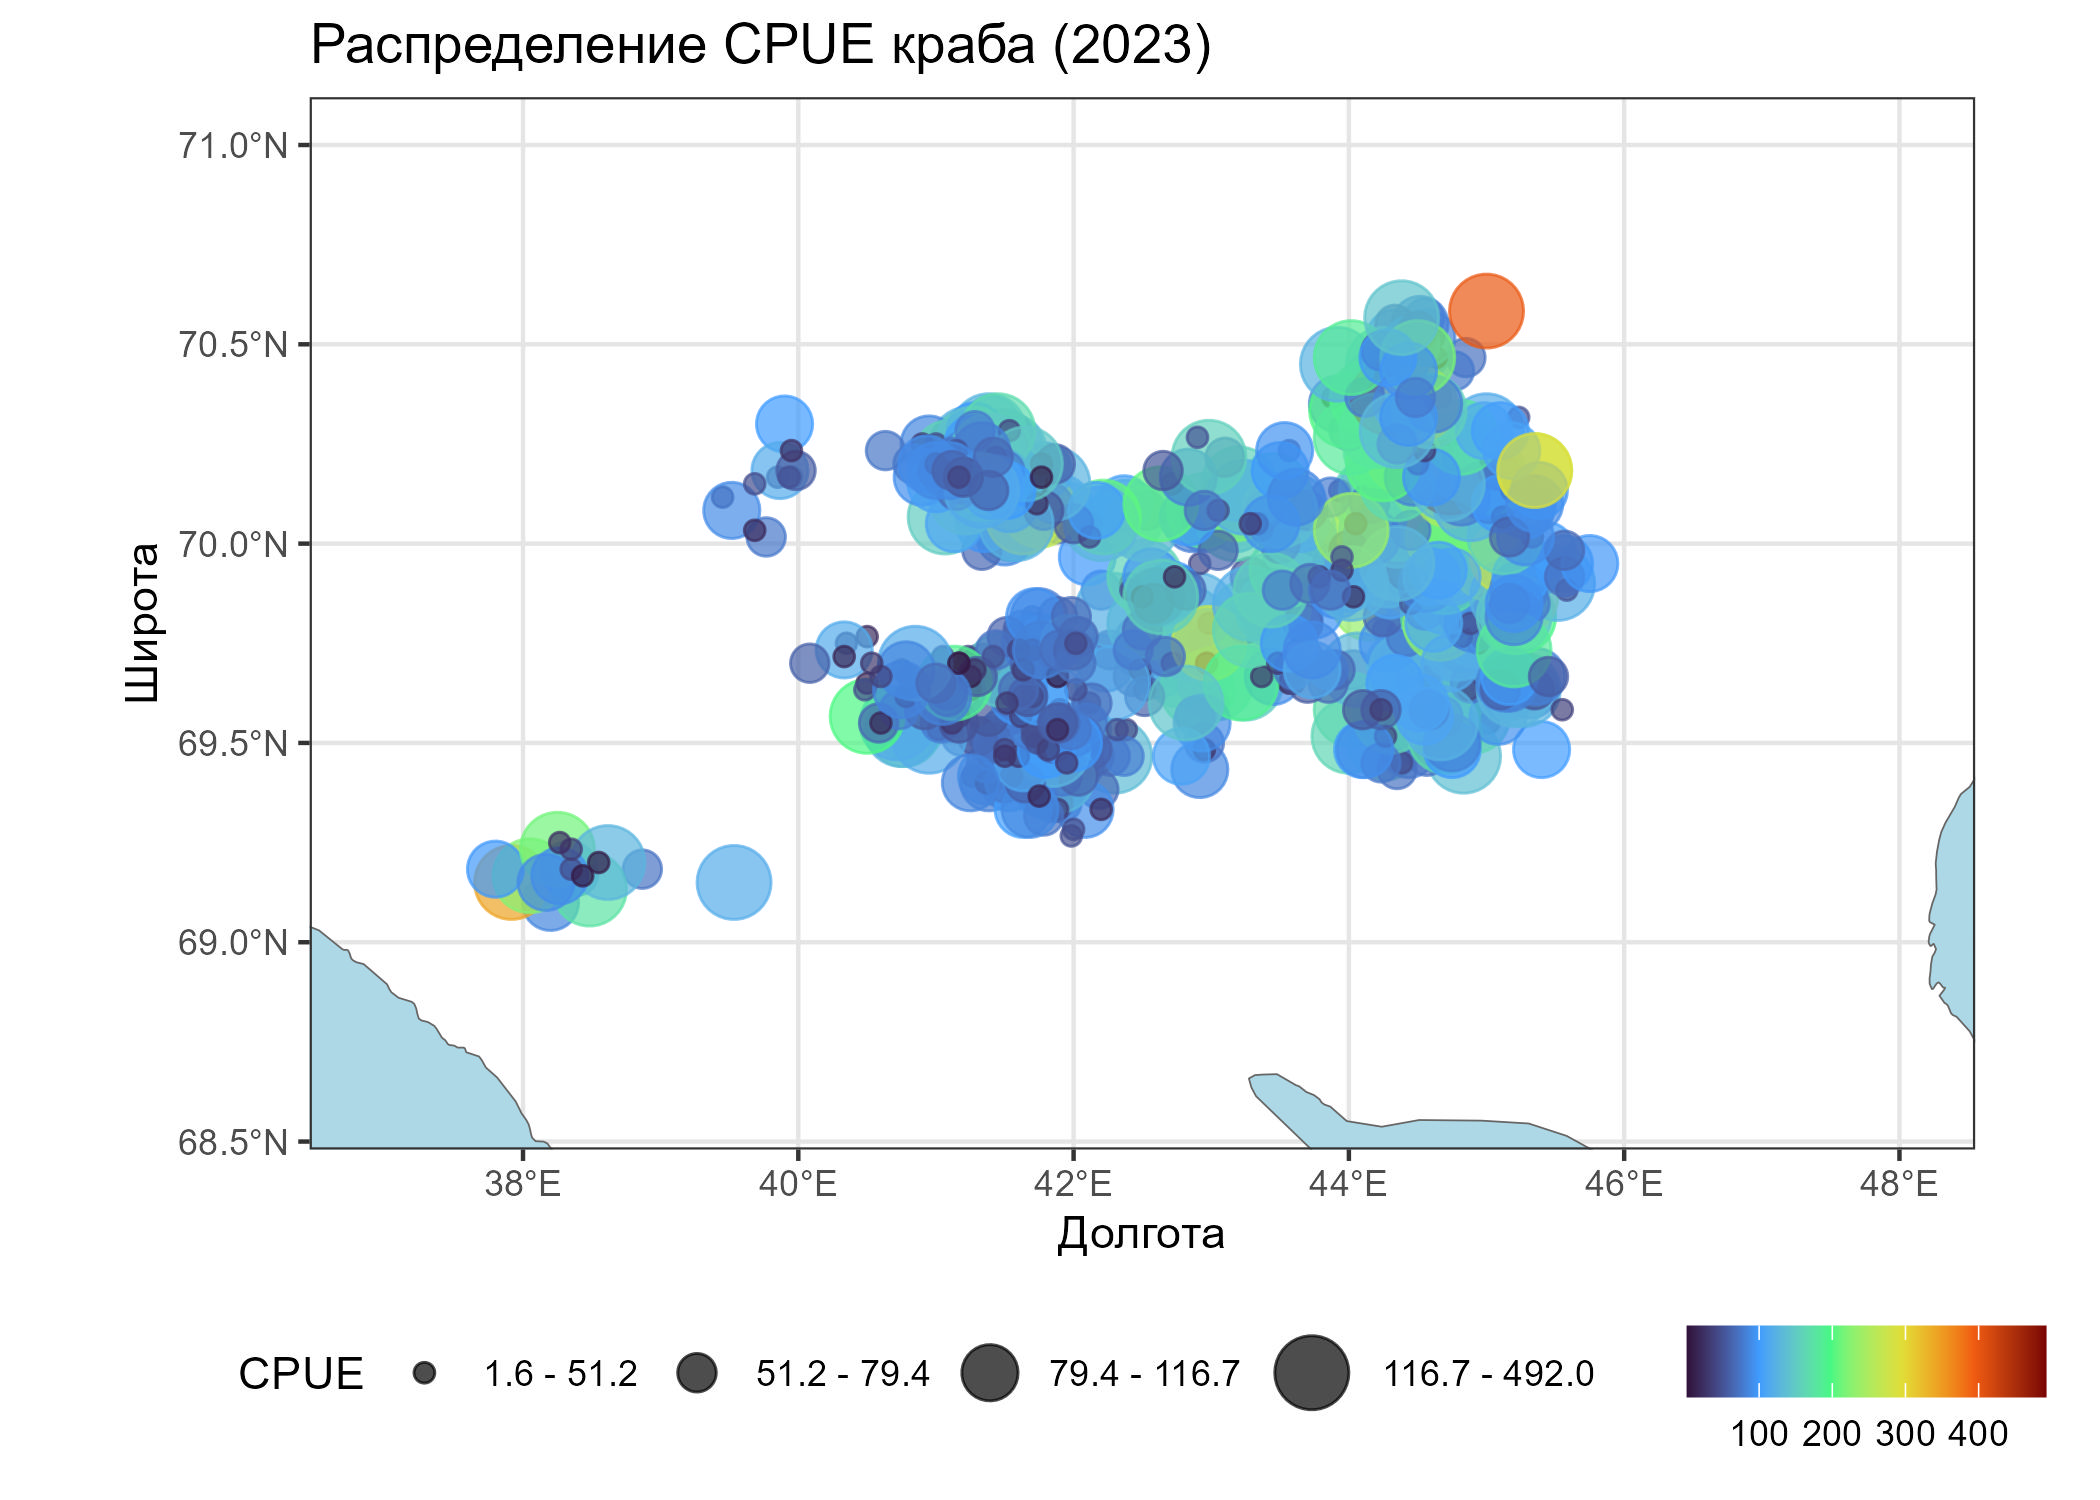 Распределение CPUE краба (2023)
Широта
71.0°N
70.5°N
70.0°N
69.5°N
69.0°N
68.5°N
38°E 40°E 42°E 44°E 46°E 48°E
Долгота
CPUE 1.6 - 51.2 51.2 - 79.4 79.4 - 116.7 116.7 - 492.0
100 200 300 400